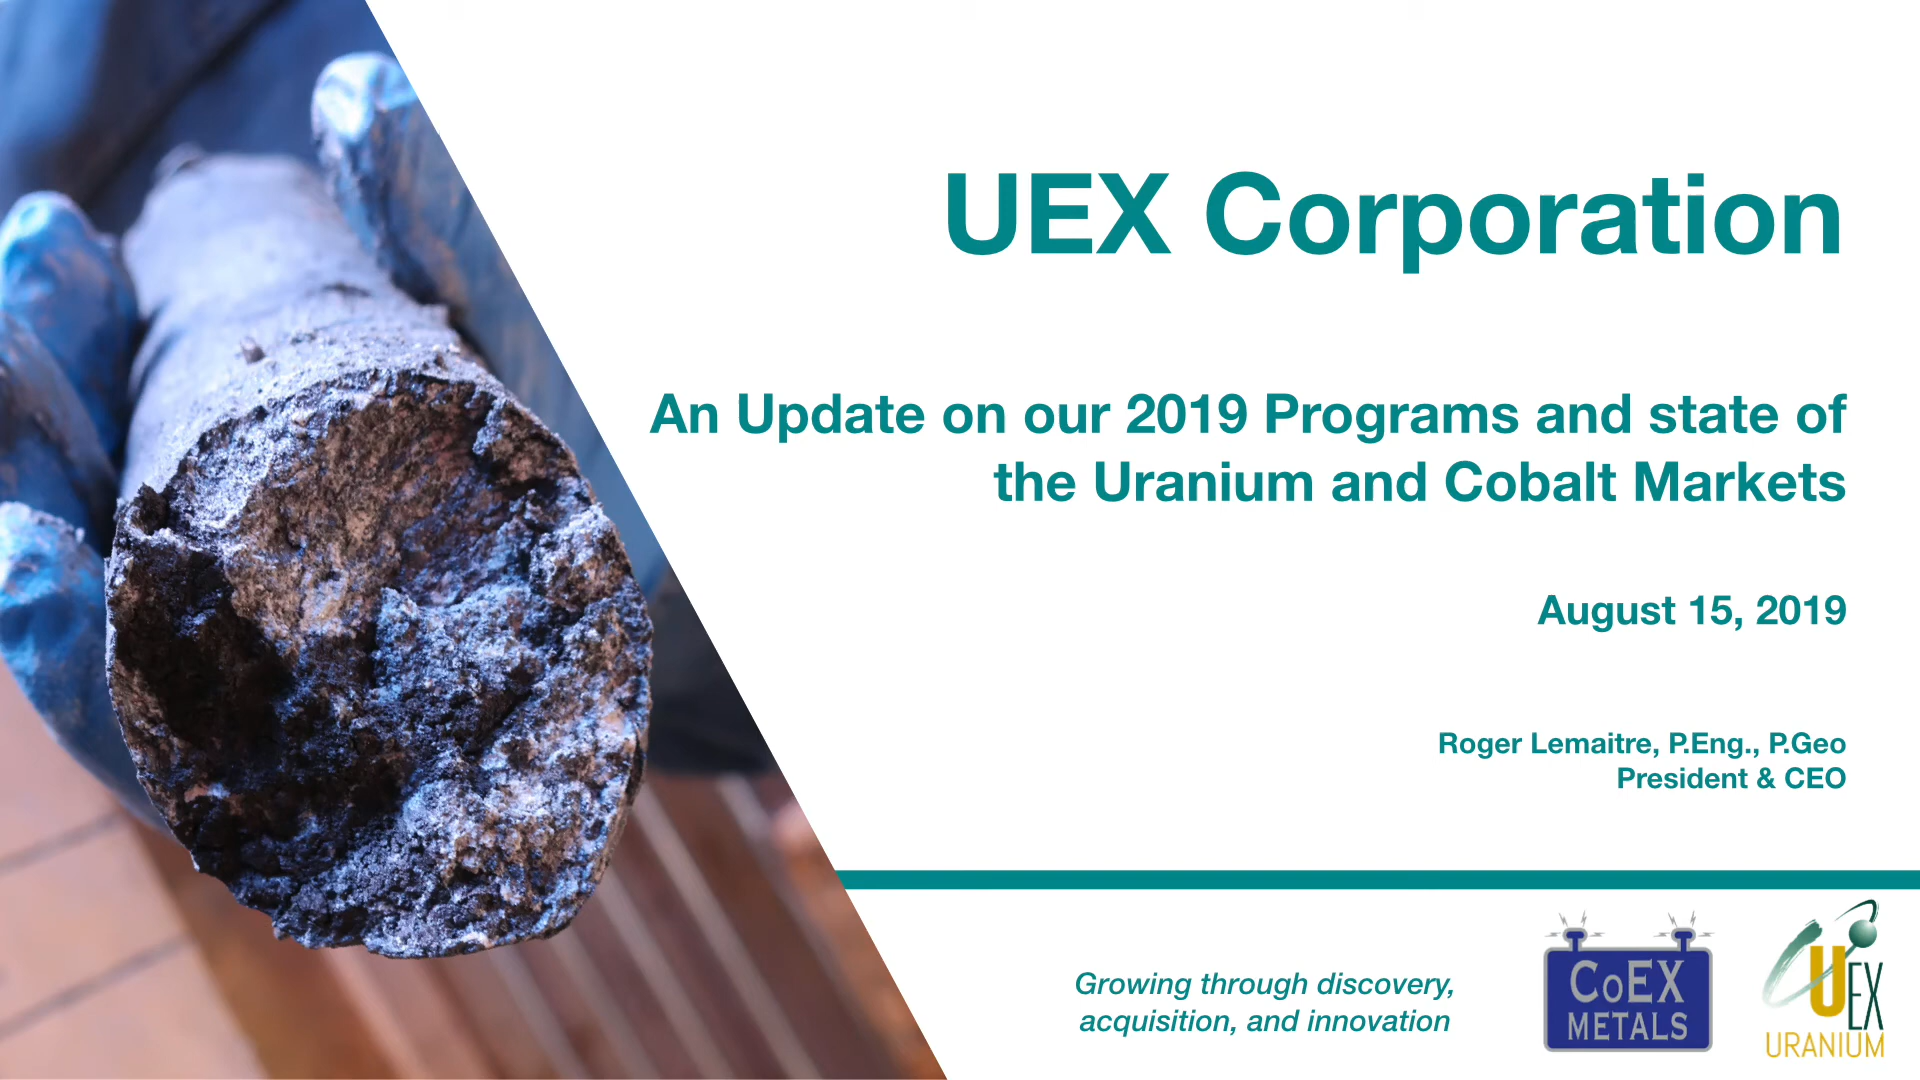 UEX Corporation
An Update on our 2019 Programs and state of
the Uranium and Cobalt Markets
August 15, 2019
Roger Lemaitre, P.Eng., P.Geo
President & CEO
Growing through discovery,
acquisition, and innovation
CoEX
METALS
UEX
URANIUM